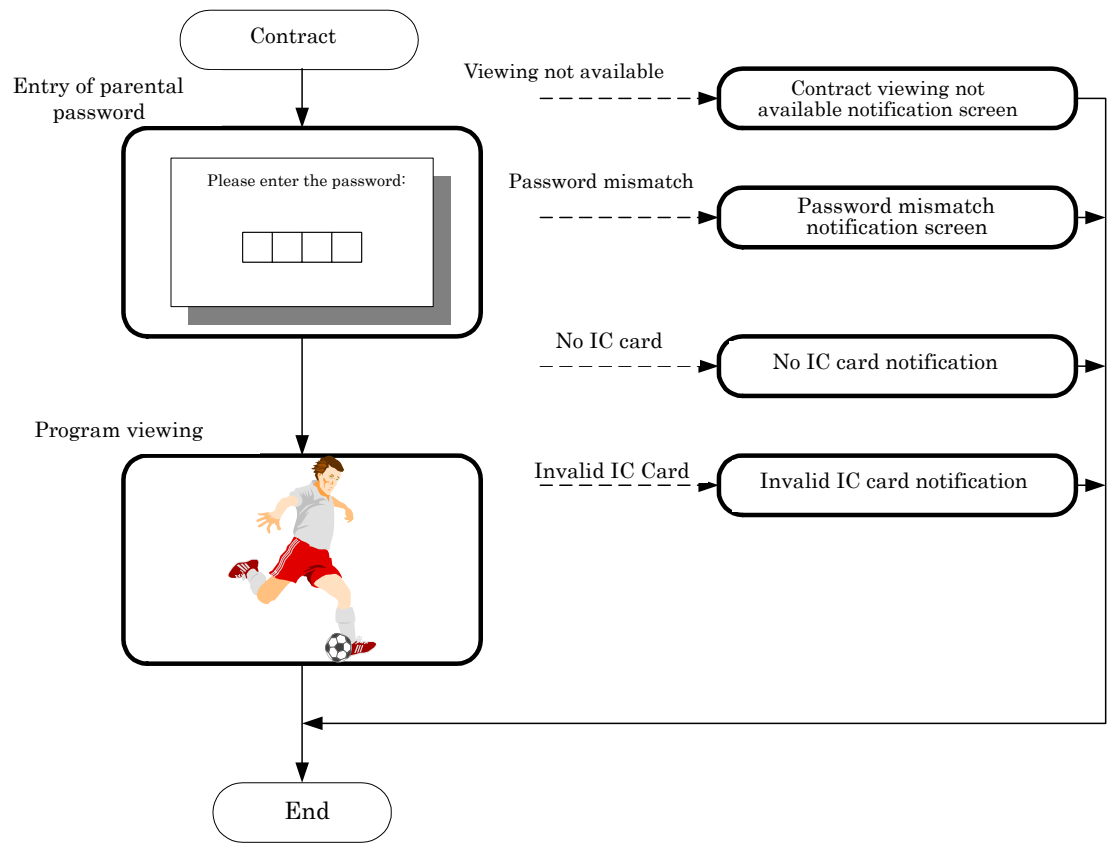 Contract
Entry of parental
password
Please enter the password:
Program viewing
End
Viewing not available
Contract viewing not
available notification screen
Password mismatch
Password mismatch
notification screen
No IC card
No IC card notification
Invalid IC Card
Invalid IC card notification